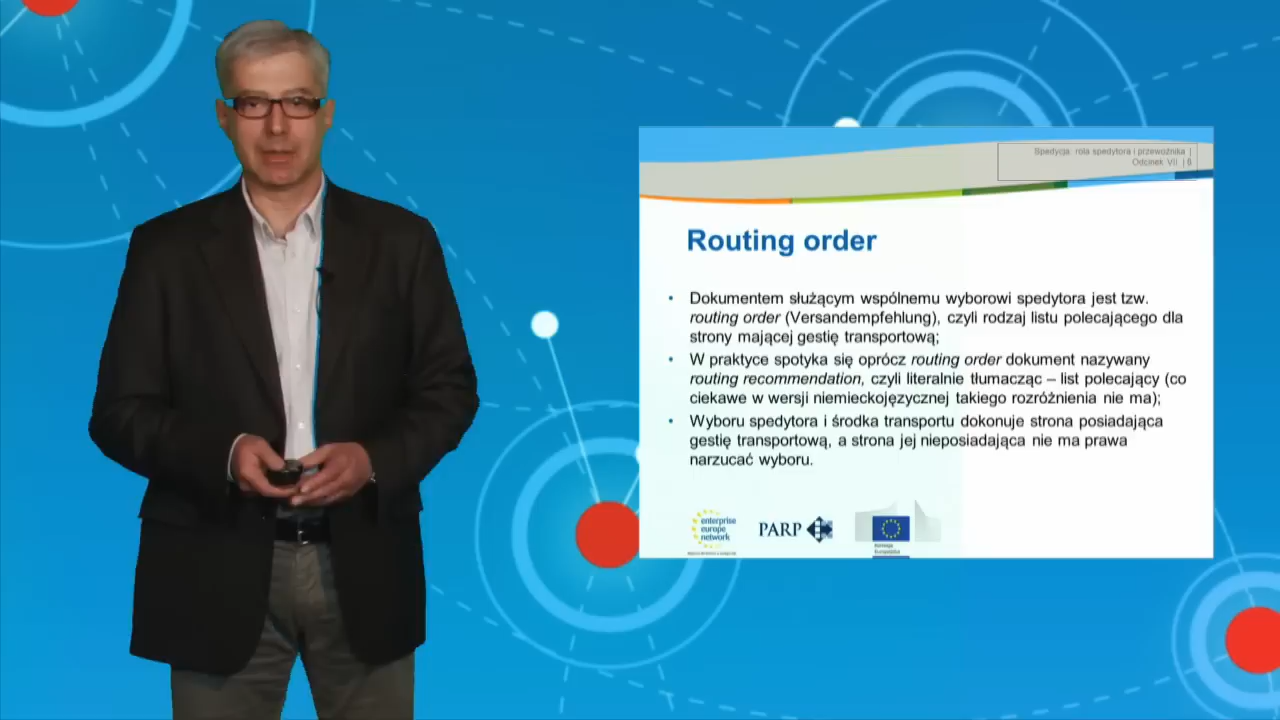 Spedycja: rola spedytora i przewoźnika |
Odcinek VII | 8
Routing order
• Dokumentem służącym wspólnemu wyborowi spedytora jest tzw.
routing order (Versandempfehlung), czyli rodzaj listu polecającego dla
strony mającej gestię transportową;
• W praktyce spotyka się oprócz routing order dokument nazywany
routing recommendation, czyli literalnie tłumacząc – list polecający (co
ciekawe w wersji niemieckojęzycznej takiego rozróżnienia nie ma);
• Wyboru spedytora i środka transportu dokonuje strona posiadająca
gestię transportową, a strona jej nieposiadająca nie ma prawa
narzucać wyboru.
enterprise
europe
network
PARP
Komisja
Europejska